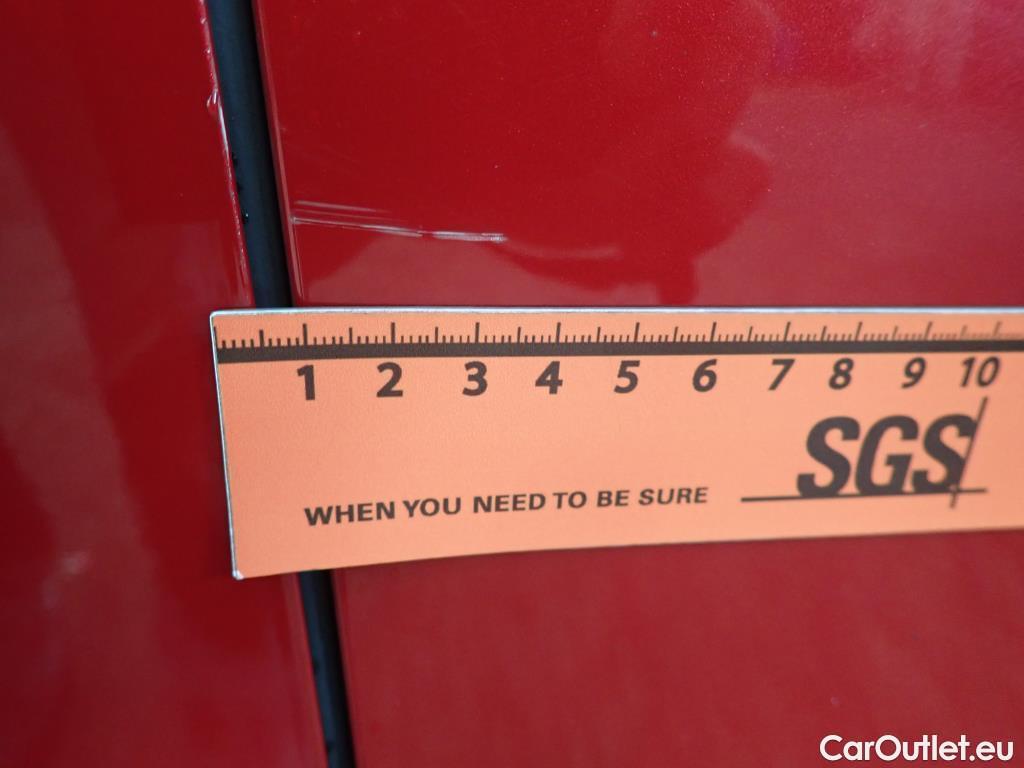 1 2 3 4 5 6 7 8 9 10
SGS
WHEN YOU NEED TO BE SURE
CarOutlet.eu